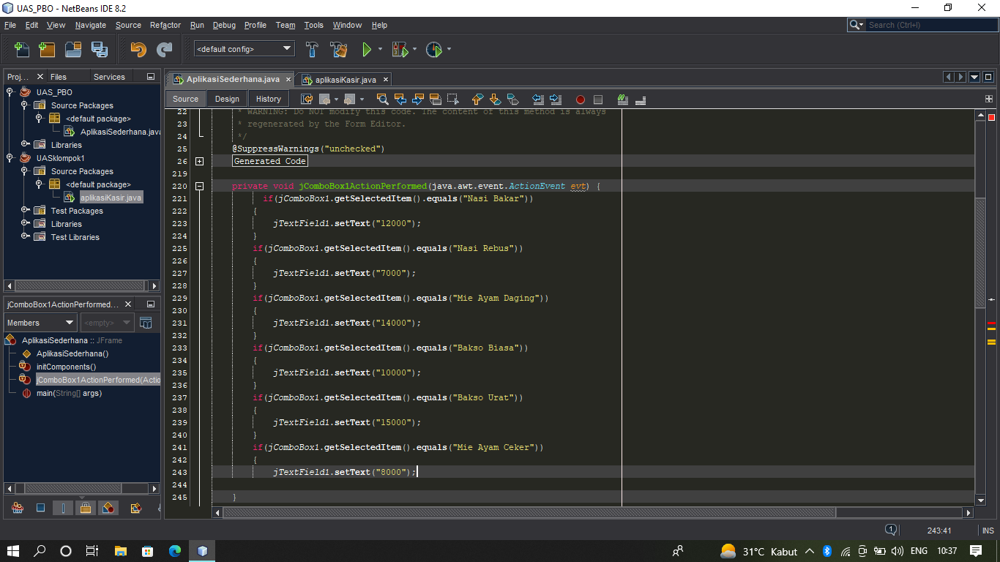 UAS_PBO - NetBeans IDE 8.2
File Edit View Navigate Source Refactor Run Debug Profile Team Tools Window Help
Search (Ctrl+I)
<default config>
Proj... Files Services
UAS_PBO
Source Packages
<default package>
AplikasiSederhana.java
Libraries
UASklompok1
Source Packages
<default package>
aplikasiKasir.java
Test Packages
Libraries
Test Libraries
jComboBox1ActionPerformed...
Members <empty>
AplikasiSederhana :: JFrame
AplikasiSederhana()
initComponents()
jComboBox1ActionPerformed(Actio
main(String[] args)
AplikasiSederhana.java aplikasiKasir.java
Source Design History
22 * WARNING: Do NOT modify this code. The content of this method is always
23 * regenerated by the Form Editor.
24 */
25 @SuppressWarnings("unchecked")
26 Generated Code
219
220 private void jComboBox1ActionPerformed(java.awt.event.ActionEvent evt) {
221 if(jComboBox1.getSelectedItem().equals("Nasi Bakar"))
222 {
223 jTextField1.setText("12000");
224 }
225 if(jComboBox1.getSelectedItem().equals("Nasi Rebus"))
226 {
227 jTextField1.setText("7000");
228 }
229 if(jComboBox1.getSelectedItem().equals("Mie Ayam Daging"))
230 {
231 jTextField1.setText("14000");
232 }
233 if(jComboBox1.getSelectedItem().equals("Bakso Biasa"))
234 {
235 jTextField1.setText("10000");
236 }
237 if(jComboBox1.getSelectedItem().equals("Bakso Urat"))
238 {
239 jTextField1.setText("15000");
240 }
241 if(jComboBox1.getSelectedItem().equals("Mie Ayam Ceker"))
242 {
243 jTextField1.setText("8000");
244
245 }
1 243:41 INS
31°C Kabut ENG 10:37